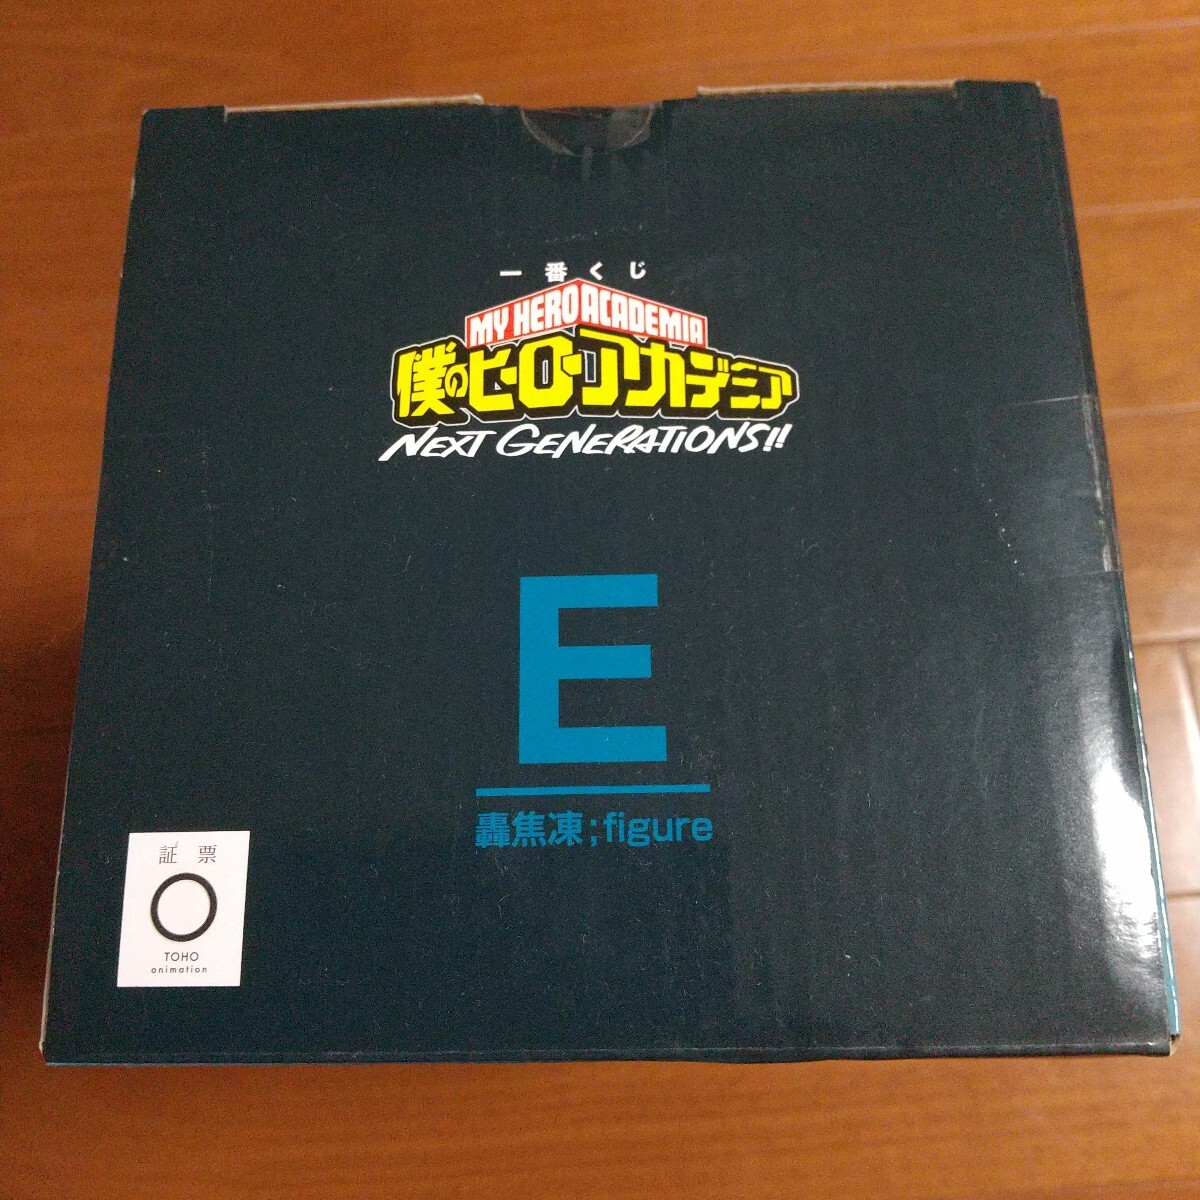 一番くじ
MY HERO ACADEMIA
僕のヒーローアカデミア
NEXT GENERATIONS!!
E
轟焦凍;figure
証票
TOHO
animation